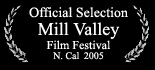 Official Selection
Mill Valley
Film Festival
N. Cal 2005